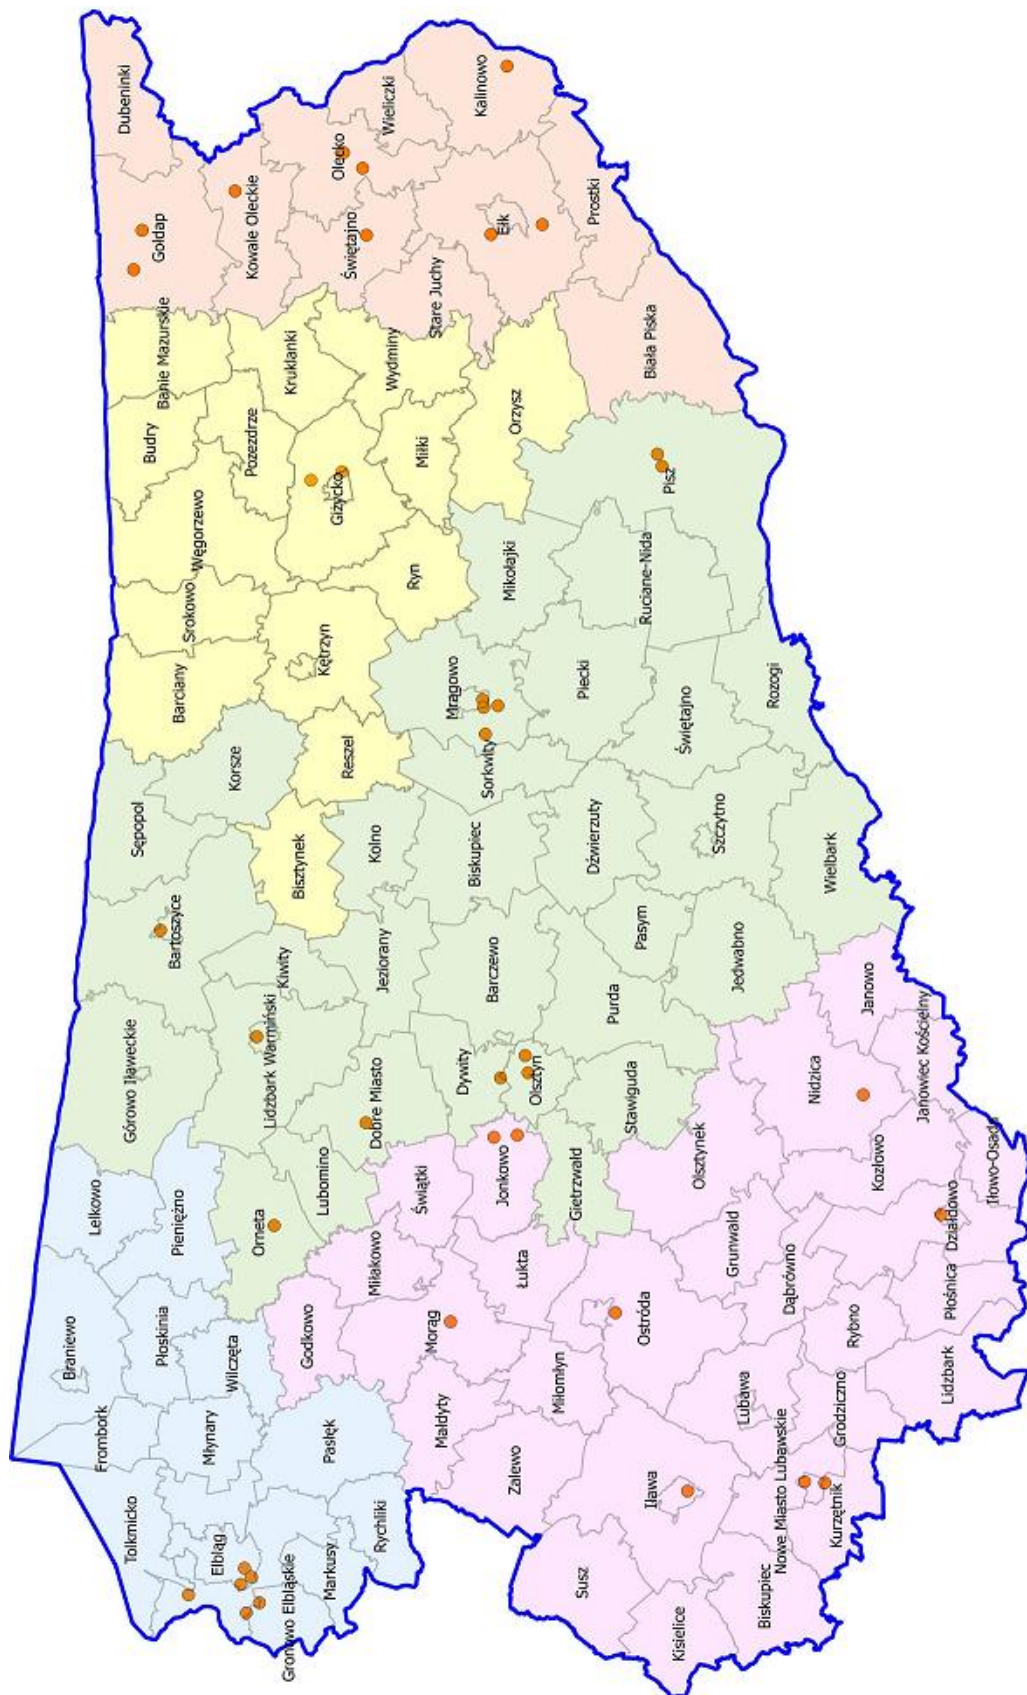 Dubeninki
Gołdap
Kowale Oleckie
Olecko
Wieliczki
Kalinowo
Świętajno
Ełk
Prostki
Stare Juchy
Biała Piska
Banie Mazurskie
Budry
Pozezdrze
Kruklanki
Wydminy
Węgorzewo
Giżycko
Miłki
Orzysz
Srokowo
Ryn
Kętrzyn
Barciany
Reszel
Bisztynek
Pisz
Mikołajki
Ruciane-Nida
Mrągowo
Piecki
Sorkwity
Świętajno
Rozogi
Korsze
Sępopol
Kolno
Biskupiec
Dźwierzuty
Szczytno
Wielbark
Bartoszyce
Kiwity
Jeziorany
Barczewo
Pasym
Jedwabno
Purda
Górowo Iławeckie
Lidzbark Warmiński
Dobre Miasto
Dywity
Olsztyn
Stawiguda
Lubomino
Orneta
Gietrzwałd
Lelkowo
Pieniężno
Braniewo
Płoskinia
Wilczęta
Frombork
Młynary
Pasłęk
Tolkmicko
Elbląg
Gronowo Elbląskie
Markusy
Rychliki
Świątki
Jonkowo
Miłakowo
Łukta
Godkowo
Morąg
Małdyty
Miłomłyn
Zalewo
Ostróda
Olsztynek
Grunwald
Dąbrówno
Nidzica
Janowo
Janowiec Kościelny
Kozłowo
Iłowo-Osada
Działdowo
Płośnica
Rybno
Lidzbark
Lubawa
Grodziczno
Nowe Miasto Lubawskie
Kurzętnik
Iława
Susz
Kisielice
Biskupiec